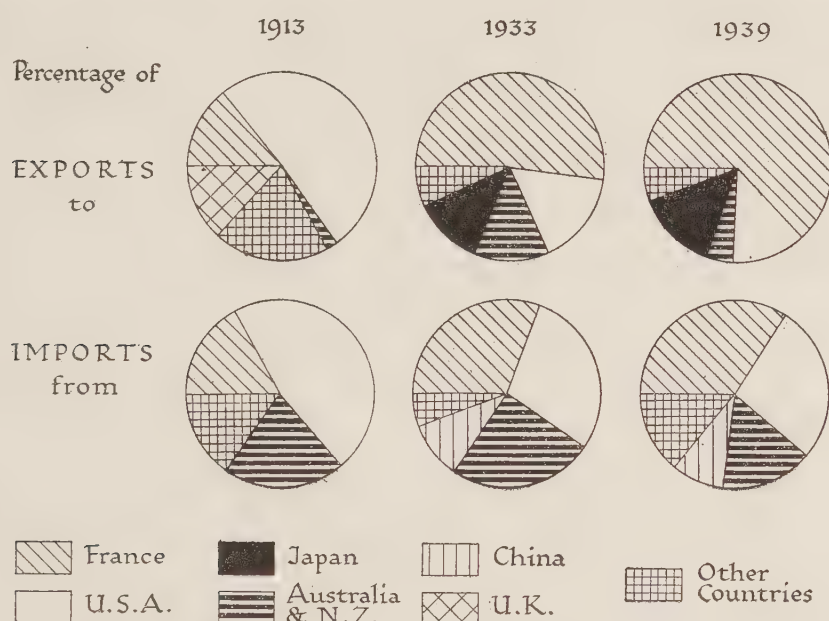 1913 1933 1939
Percentage of
EXPORTS
to
IMPORTS
from
France Japan China Other
Countries
U.S.A. Australia
& N.Z. U.K.